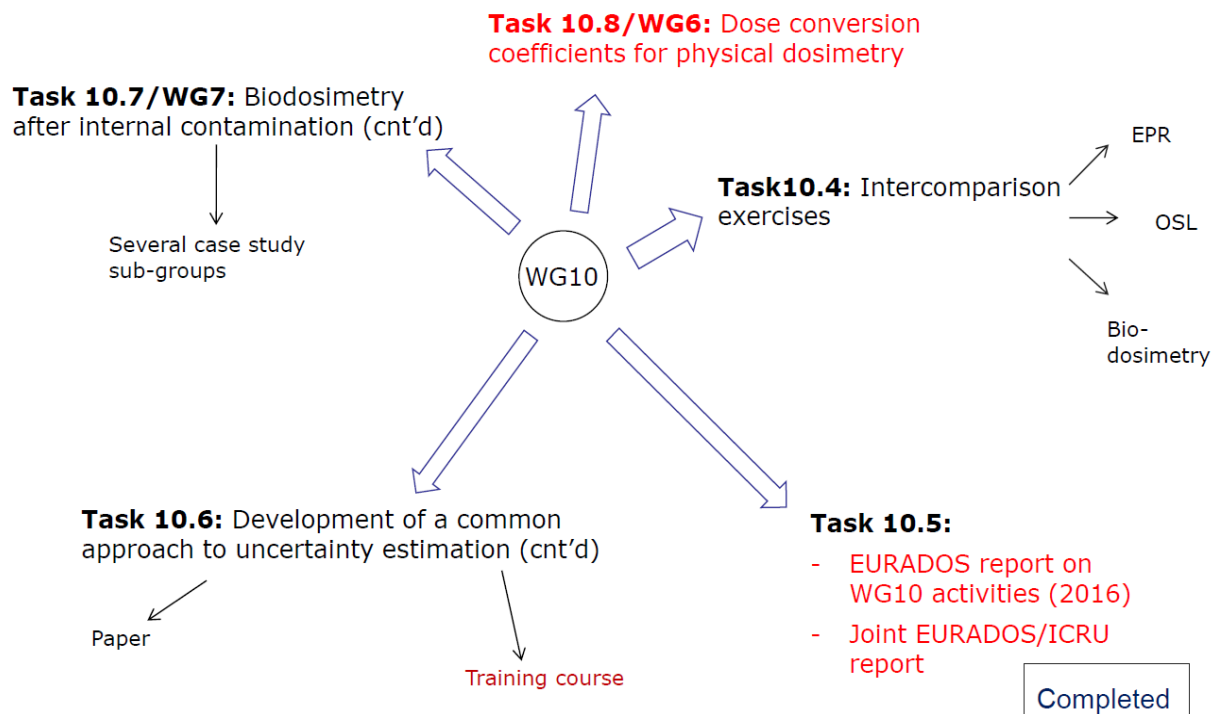 Task 10.8/WG6: Dose conversion
coefficients for physical dosimetry
Task 10.7/WG7: Biodosimetry
after internal contamination (cnt’d)
Several case study
sub-groups
WG10
Task10.4: Intercomparison
exercises
EPR
OSL
Bio-
dosimetry
Task 10.6: Development of a common
approach to uncertainty estimation (cnt’d)
Paper
Training course
Task 10.5:
- EURADOS report on
WG10 activities (2016)
- Joint EURADOS/ICRU
report
Completed